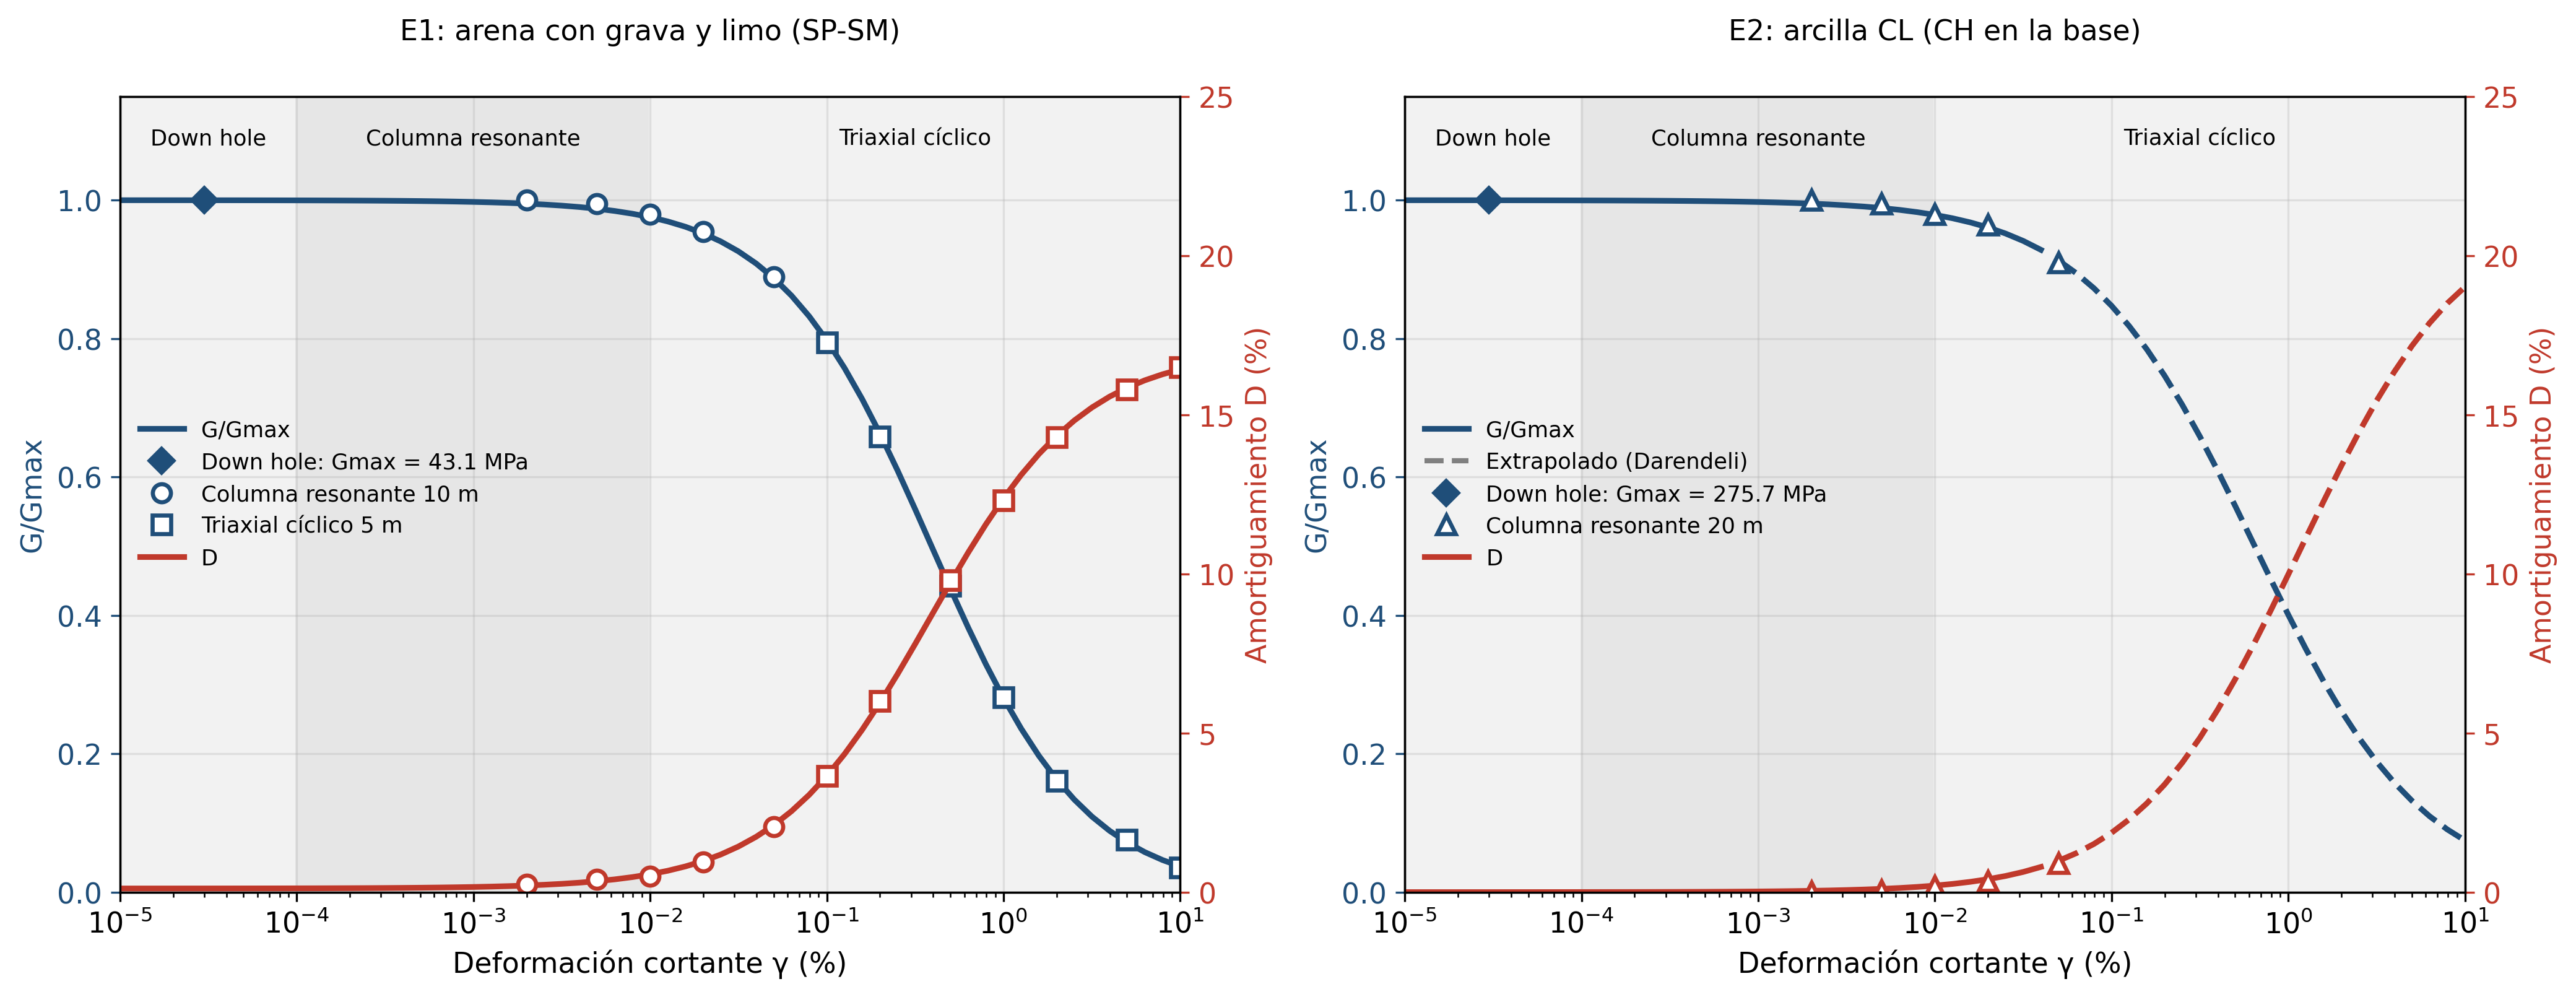 E1: arena con grava y limo (SP-SM)
Down hole
Columna resonante
Triaxial cíclico
G/Gmax
Down hole: Gmax = 43.1 MPa
Columna resonante 10 m
Triaxial cíclico 5 m
D
1.0
0.8
0.6
0.4
0.2
0.0
G/Gmax
25
20
15
10
5
0
Amortiguamiento D (%)
10⁻⁵ 10⁻⁴ 10⁻³ 10⁻² 10⁻¹ 10⁰ 10¹
Deformación cortante γ (%)
E2: arcilla CL (CH en la base)
Down hole
Columna resonante
Triaxial cíclico
G/Gmax
Extrapolado (Darendeli)
Down hole: Gmax = 275.7 MPa
Columna resonante 20 m
D
1.0
0.8
0.6
0.4
0.2
0.0
G/Gmax
25
20
15
10
5
0
Amortiguamiento D (%)
10⁻⁵ 10⁻⁴ 10⁻³ 10⁻² 10⁻¹ 10⁰ 10¹
Deformación cortante γ (%)